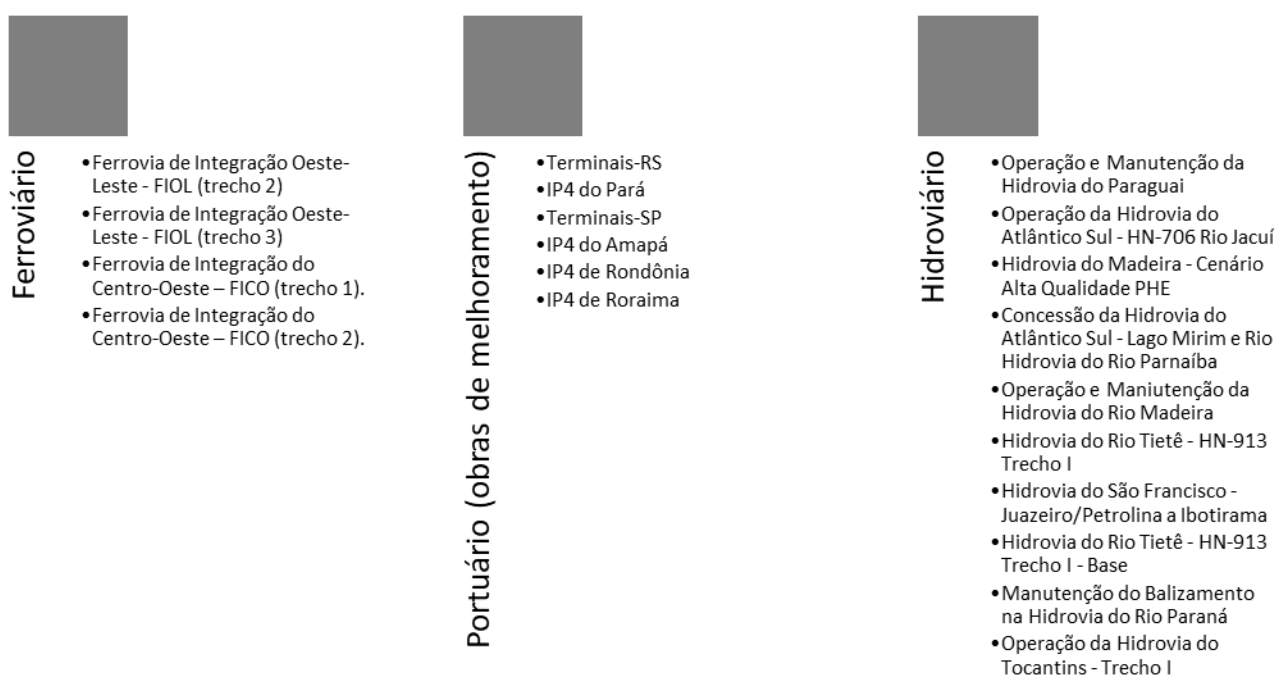 Ferroviário
•Ferrovia de Integração Oeste-
Leste - FIOL (trecho 2)
•Ferrovia de Integração Oeste-
Leste - FIOL (trecho 3)
•Ferrovia de Integração do
Centro-Oeste – FICO (trecho 1).
•Ferrovia de Integração do
Centro-Oeste – FICO (trecho 2).
Portuário (obras de melhoramento)
•Terminais-RS
•IP4 do Pará
•Terminais-SP
•IP4 do Amapá
•IP4 de Rondônia
•IP4 de Roraima
Hidroviário
•Operação e Manutenção da
Hidrovia do Paraguai
•Operação da Hidrovia do
Atlântico Sul - HN-706 Rio Jacuí
•Hidrovia do Madeira - Cenário
Alta Qualidade PHE
•Concessão da Hidrovia do
Atlântico Sul - Lago Mirim e Rio
Hidrovia do Rio Parnaíba
•Operação e Maniutenção da
Hidrovia do Rio Madeira
•Hidrovia do Rio Tietê - HN-913
Trecho I
•Hidrovia do São Francisco -
Juazeiro/Petrolina a Ibotirama
•Hidrovia do Rio Tietê - HN-913
Trecho I - Base
•Manutenção do Balizamento
na Hidrovia do Rio Paraná
•Operação da Hidrovia do
Tocantins - Trecho I